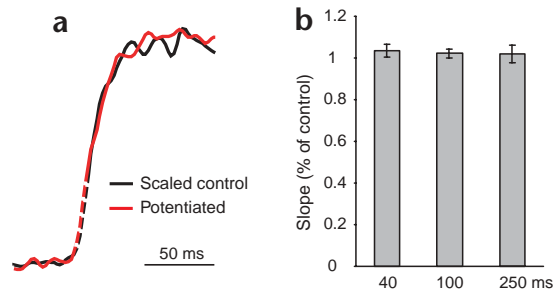 a
Scaled control
Potentiated
50 ms
b
Slope (% of control)
1.2
1
0.8
0.6
0.4
0.2
0
40 100 250 ms